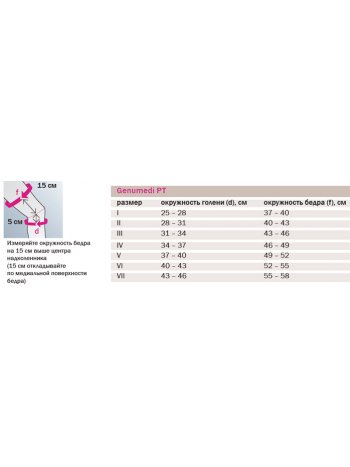 15 см
f
5 см
d
Измеряйте окружность бедра
на 15 см выше центра
надколенника
(15 см откладывайте
по медиальной поверхности
бедра)
Genumedi PT
размер окружность голени (d), см окружность бедра (f), см
I 25 – 28 37 – 40
II 28 – 31 40 – 43
III 31 – 34 43 – 46
IV 34 – 37 46 – 49
V 37 – 40 49 – 52
VI 40 – 43 52 – 55
VII 43 – 46 55 – 58